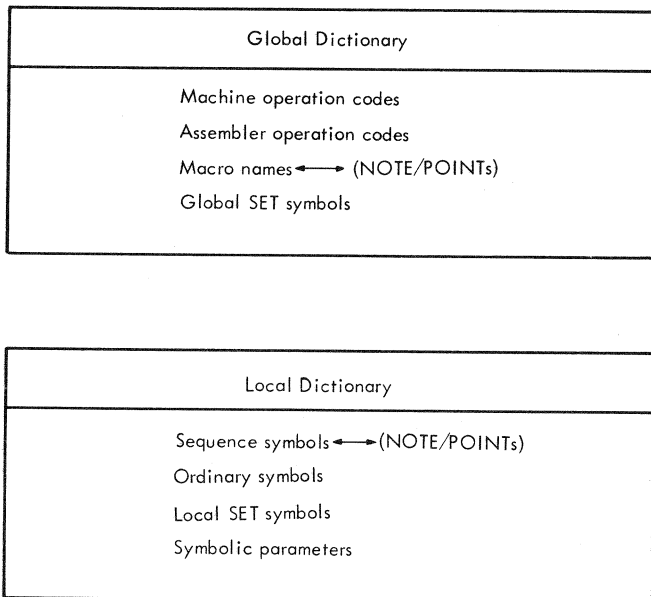 Global Dictionary
Machine operation codes
Assembler operation codes
Macro names ↔ (NOTE/POINTs)
Global SET symbols
Local Dictionary
Sequence symbols ↔ (NOTE/POINTs)
Ordinary symbols
Local SET symbols
Symbolic parameters